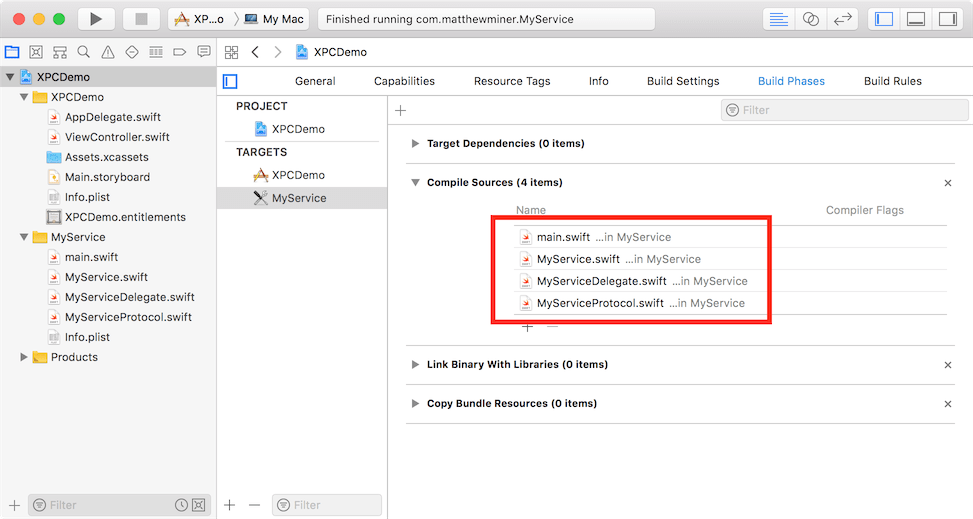 XP...o
My Mac
Finished running com.matthewminer.MyService
XPCDemo
XPCDemo
AppDelegate.swift
ViewController.swift
Assets.xcassets
Main.storyboard
Info.plist
XPCDemo.entitlements
MyService
main.swift
MyService.swift
MyServiceDelegate.swift
MyServiceProtocol.swift
Info.plist
Products
Filter
XPCDemo
General Capabilities Resource Tags Info Build Settings Build Phases Build Rules
PROJECT
XPCDemo
TARGETS
XPCDemo
MyService
Filter
Filter
Target Dependencies (0 items)
Compile Sources (4 items)
Name Compiler Flags
main.swift ...in MyService
MyService.swift ...in MyService
MyServiceDelegate.swift ...in MyService
MyServiceProtocol.swift ...in MyService
Link Binary With Libraries (0 items)
Copy Bundle Resources (0 items)